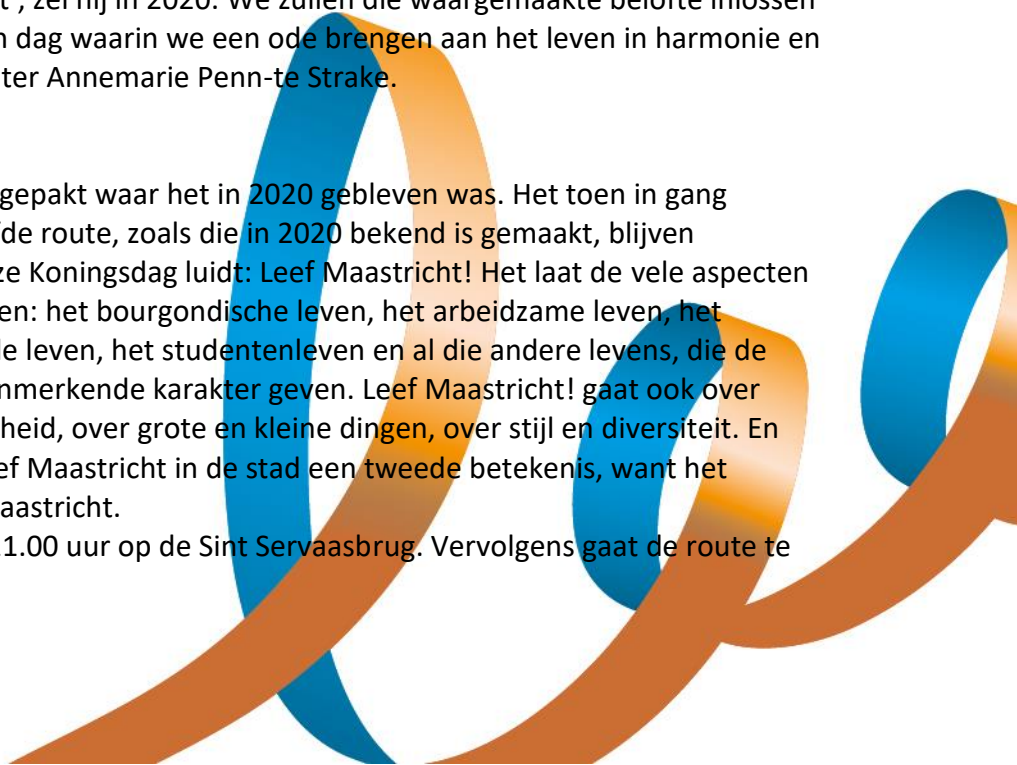 , zei hij in 2020. We zullen die waargemaakte belofte inlossen
dag waarin we een ode brengen aan het leven in harmonie en
ter Annemarie Penn-te Strake.
gepakt waar het in 2020 gebleven was. Het toen in gang
de route, zoals die in 2020 bekend is gemaakt, blijven
ze Koningsdag luidt: Leef Maastricht! Het laat de vele aspecten
en: het bourgondische leven, het arbeidzame leven, het
le leven, het studentenleven en al die andere levens, die de
nmerkende karakter geven. Leef Maastricht! gaat ook over
heid, over grote en kleine dingen, over stijl en diversiteit. En
ef Maastricht in de stad een tweede betekenis, want het
aastricht.
1.00 uur op de Sint Servaasbrug. Vervolgens gaat de route te